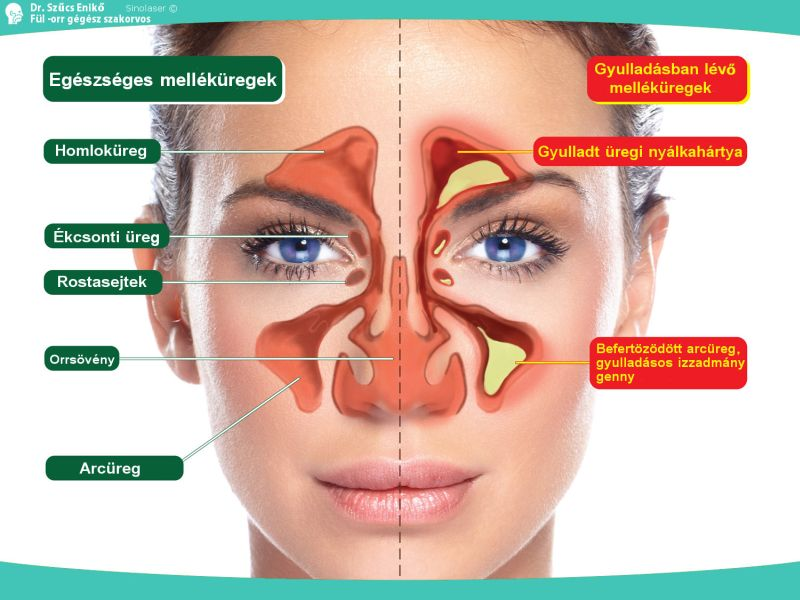 Dr. Szűcs Enikő
Sinolaser ©
Fül -orr gégész szakorvos
Egészséges melléküregek
Gyulladásban lévő
melléküregek
Homloküreg
Gyulladt üregi nyálkahártya
Ékcsonti üreg
Rostasejtek
Orrsövény
Befertőzödött arcüreg,
gyulladásos izzadmány
genny
Arcüreg